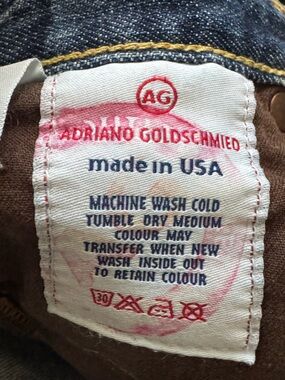 AG
ADRIANO GOLDSCHMIED
made in USA
MACHINE WASH COLD
TUMBLE DRY MEDIUM
COLOUR MAY
TRANSFER WHEN NEW
WASH INSIDE OUT
TO RETAIN COLOUR
30